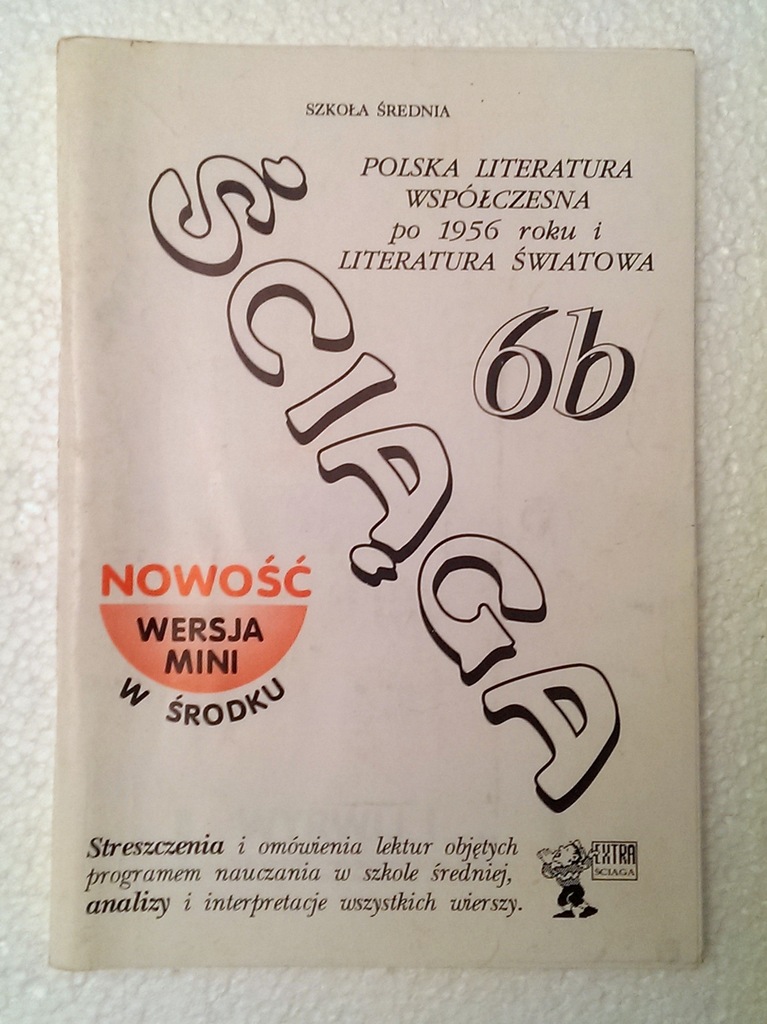 SZKOŁA ŚREDNIA
POLSKA LITERATURA
WSPÓŁCZESNA
po 1956 roku i
LITERATURA ŚWIATOWA
6b
ŚCIĄGA
NOWOŚĆ
WERSJA
MINI
W ŚRODKU
Streszczenia i omówienia lektur objętych
programem nauczania w szkole średniej,
analizy i interpretacje wszystkich wierszy.
EXTRA
ŚCIĄGA